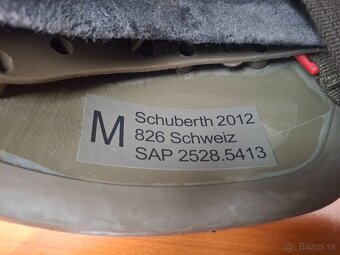 M
Schuberth 2012
826 Schweiz
SAP 2528.5413
© Bazos.sk